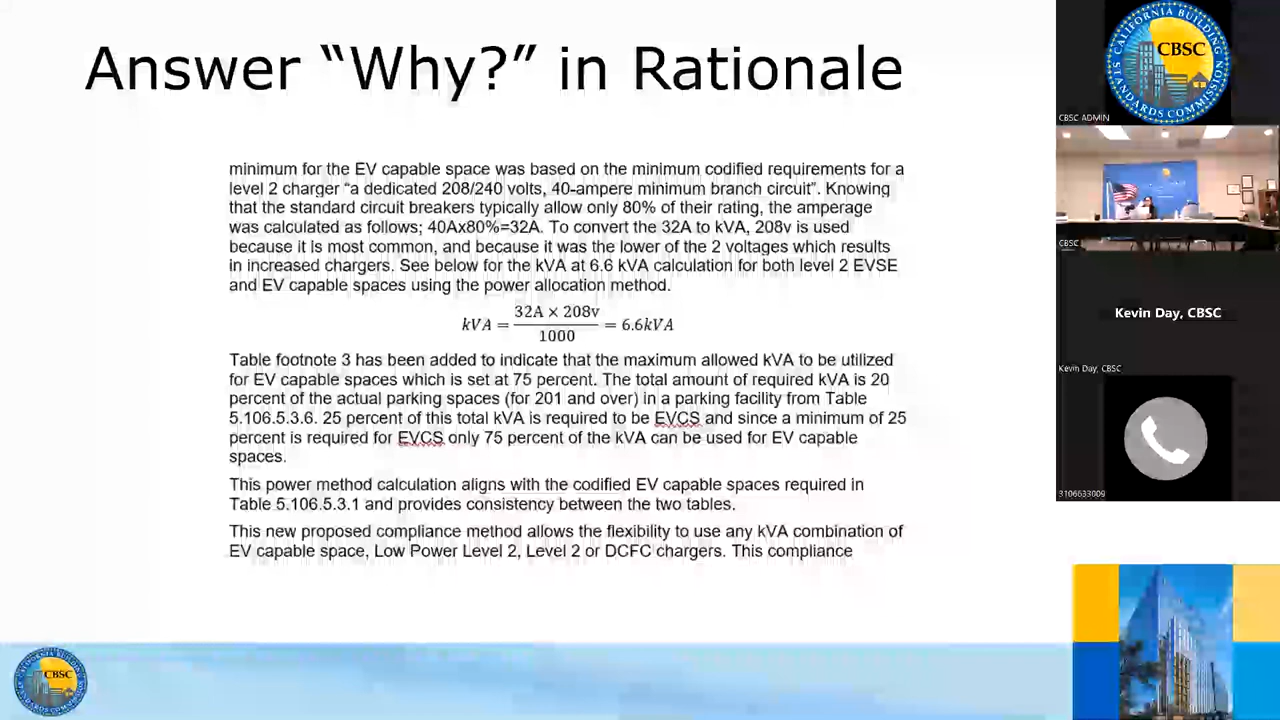 Answer “Why?” in Rationale
minimum for the EV capable space was based on the minimum codified requirements for a
level 2 charger “a dedicated 208/240 volts, 40-ampere minimum branch circuit”. Knowing
that the standard circuit breakers typically allow only 80% of their rating, the amperage
was calculated as follows; 40Ax80%=32A. To convert the 32A to kVA, 208v is used
because it is most common, and because it was the lower of the 2 voltages which results
in increased chargers. See below for the kVA at 6.6 kVA calculation for both level 2 EVSE
and EV capable spaces using the power allocation method.
kVA = 32A × 208v / 1000 = 6.6kVA
Table footnote 3 has been added to indicate that the maximum allowed kVA to be utilized
for EV capable spaces which is set at 75 percent. The total amount of required kVA is 20
percent of the actual parking spaces (for 201 and over) in a parking facility from Table
5.106.5.3.6. 25 percent of this total kVA is required to be EVCS and since a minimum of 25
percent is required for EVCS only 75 percent of the kVA can be used for EV capable
spaces.
This power method calculation aligns with the codified EV capable spaces required in
Table 5.106.5.3.1 and provides consistency between the two tables.
This new proposed compliance method allows the flexibility to use any kVA combination of
EV capable space, Low Power Level 2, Level 2 or DCFC chargers. This compliance
CBSC
CALIFORNIA BUILDING STANDARDS COMMISSION
CBSC
CBSC ADMIN
CBSC
Kevin Day, CBSC
Kevin Day, CBSC
3106633009